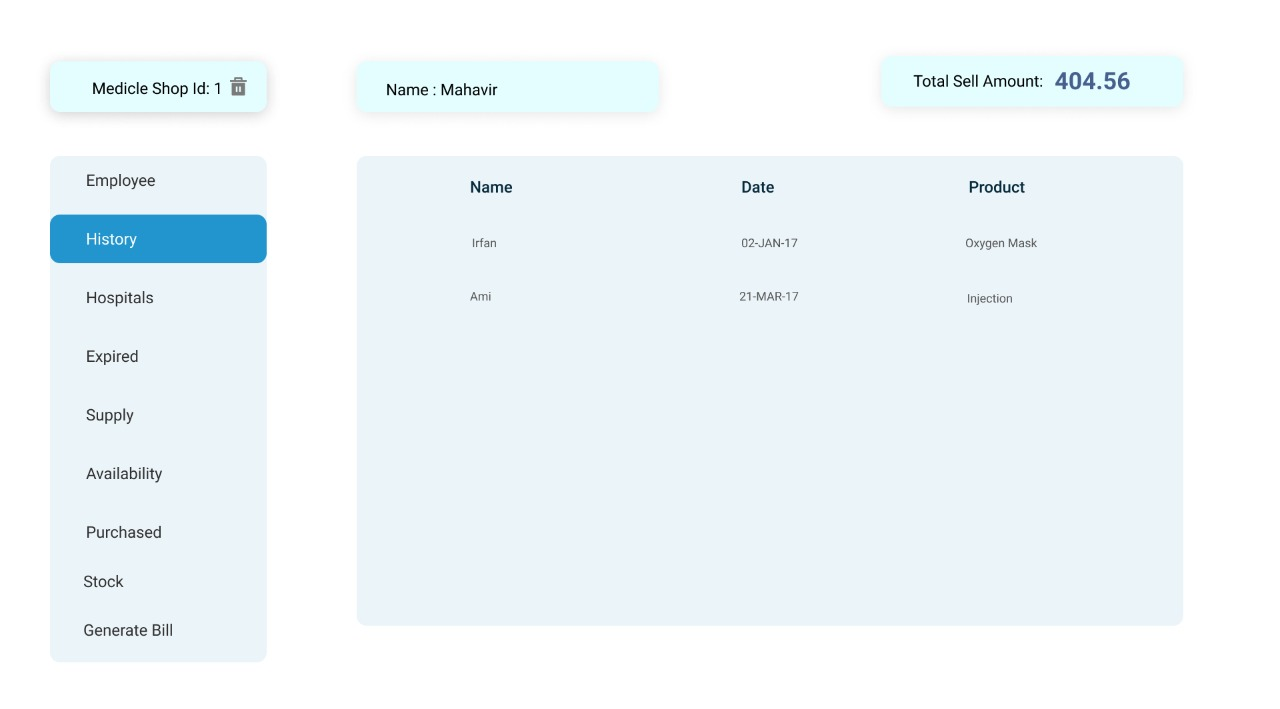 Medicle Shop Id: 1
Name : Mahavir
Total Sell Amount: 404.56
Employee
History
Hospitals
Expired
Supply
Availability
Purchased
Stock
Generate Bill
Name Date Product
Irfan 02-JAN-17 Oxygen Mask
Ami 21-MAR-17 Injection